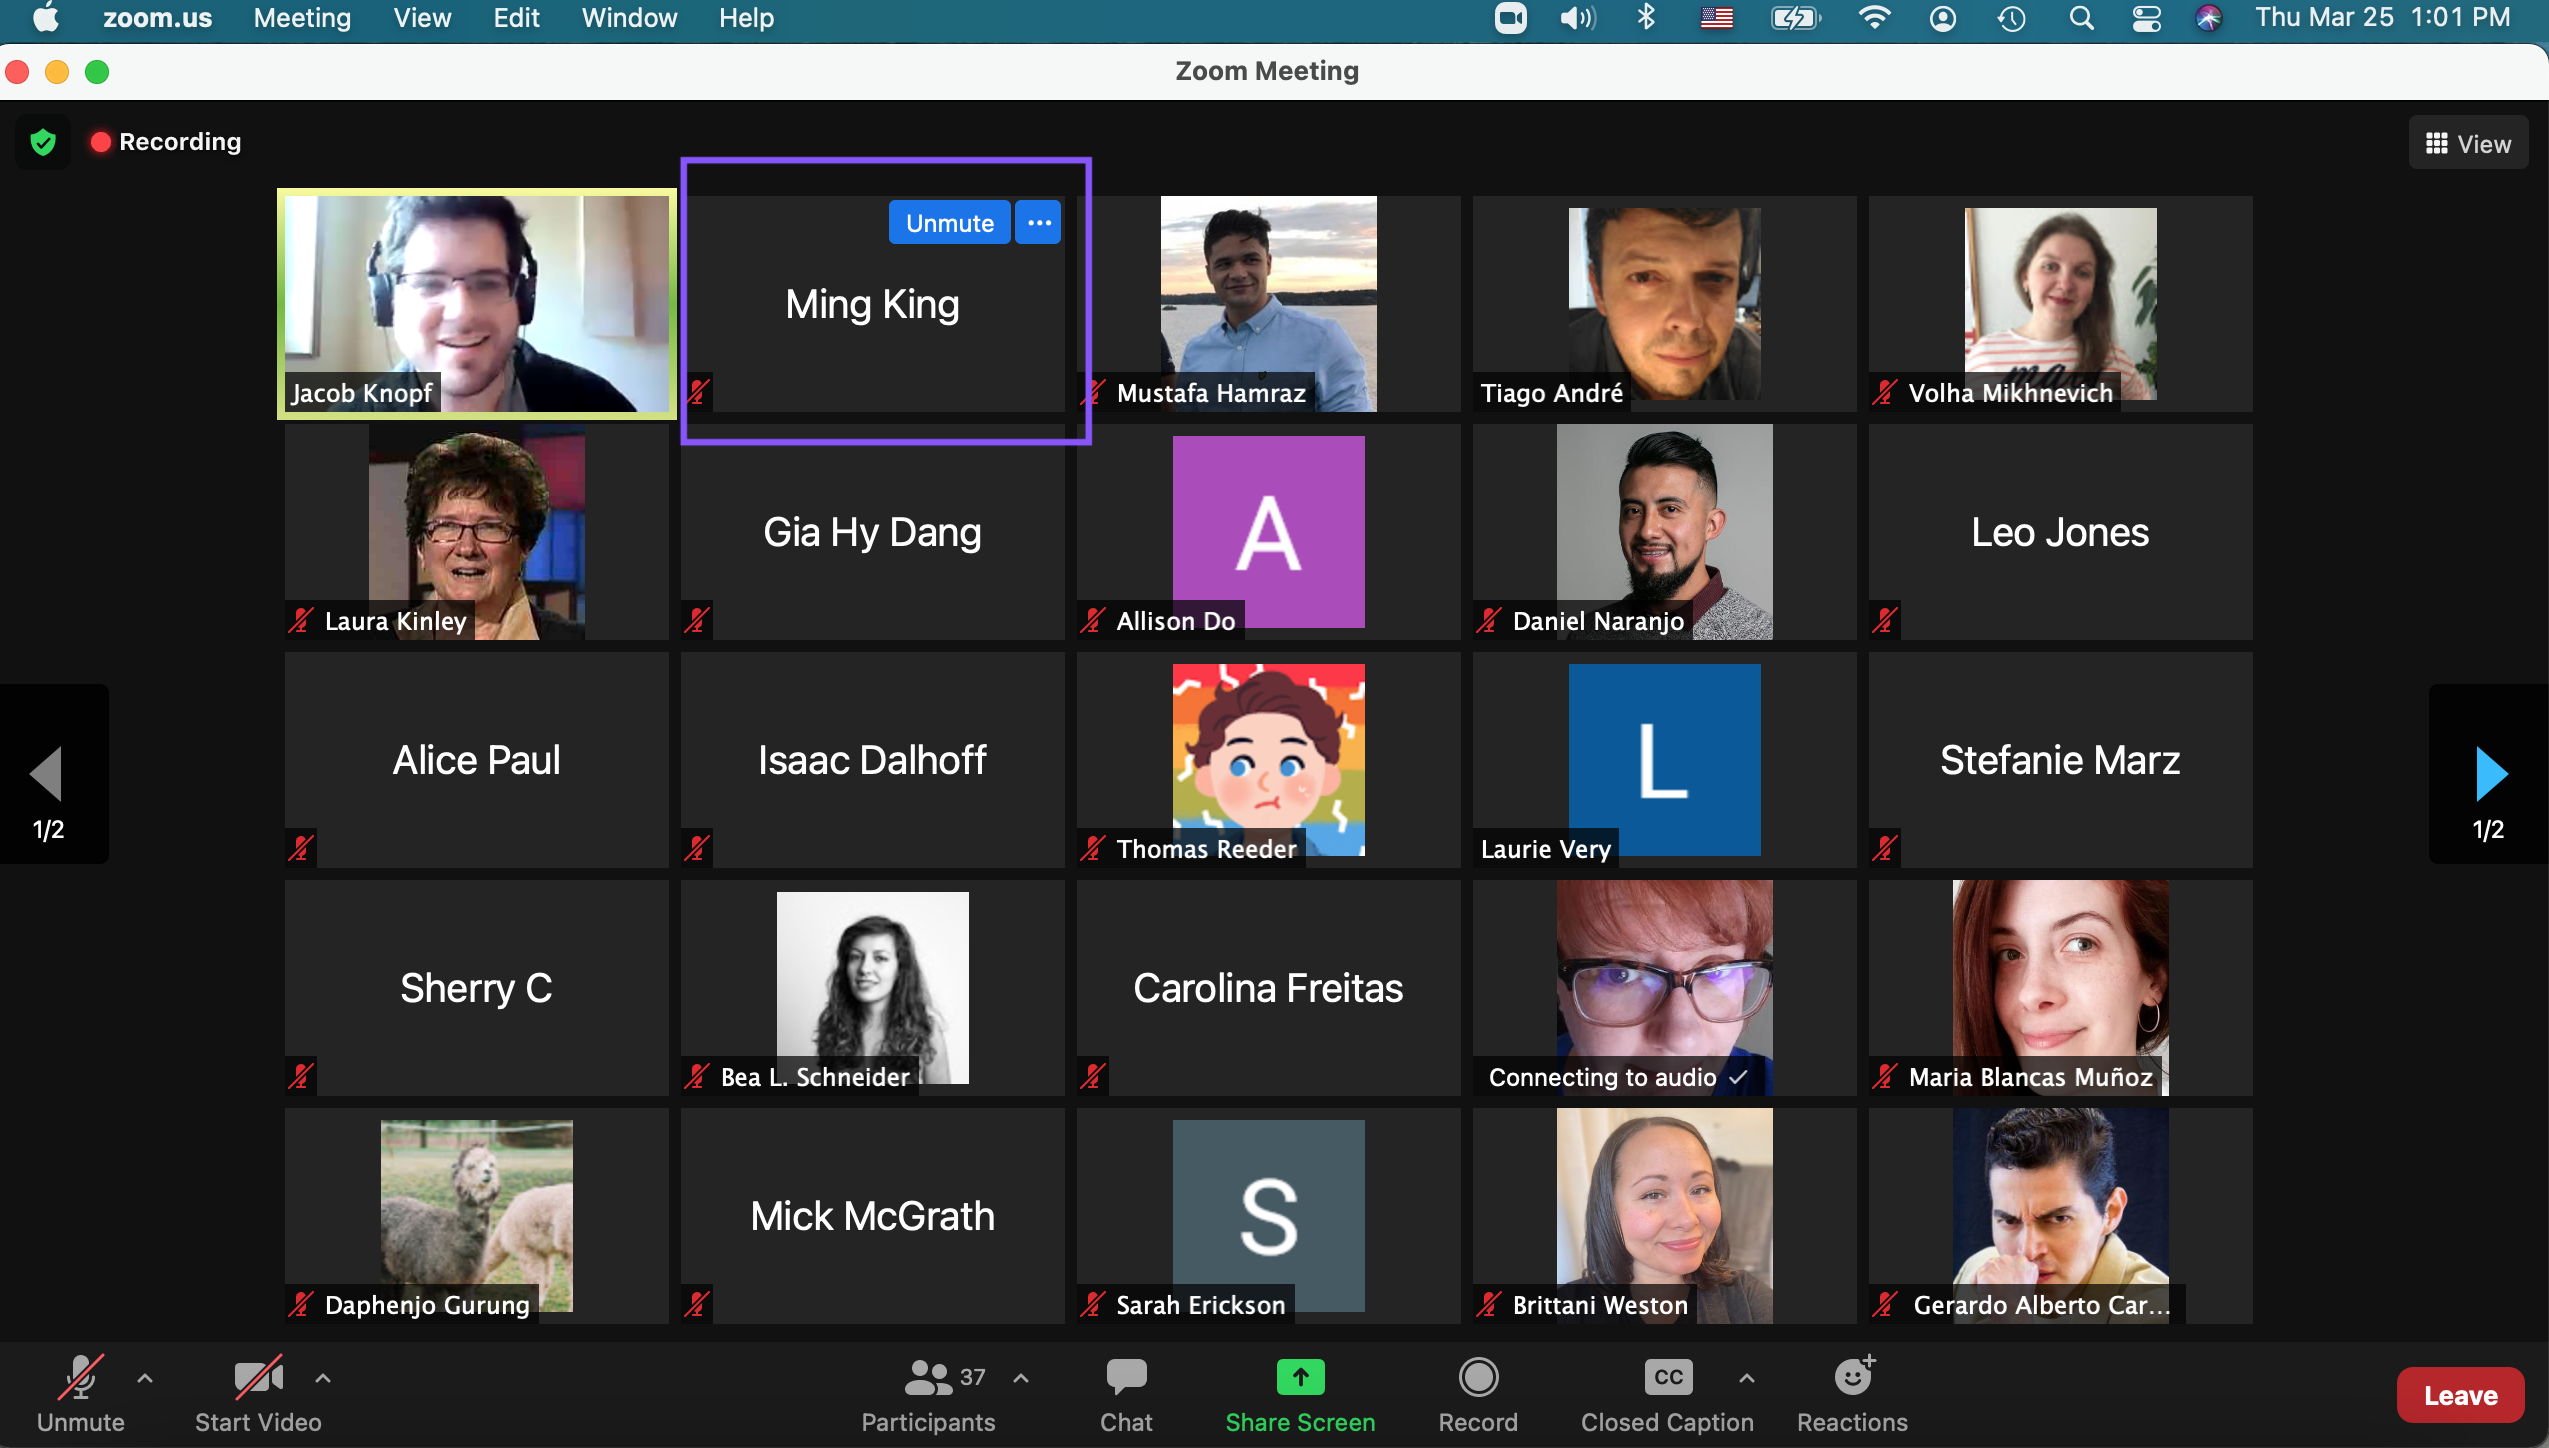 zoom.us Meeting View Edit Window Help Thu Mar 25 1:01 PM
Zoom Meeting
Recording
View
Unmute ...
Ming King
Jacob Knopf
Mustafa Hamraz
Tiago André
Volha Mikhnevich
Gia Hy Dang
A
Leo Jones
Laura Kinley
Allison Do
Daniel Naranjo
Alice Paul
Isaac Dalhoff
L
Stefanie Marz
1/2
1/2
Thomas Reeder
Laurie Very
Sherry C
Carolina Freitas
Bea L. Schneider
Connecting to audio
Maria Blancas Muñoz
Mick McGrath
S
Daphenjo Gurung
Sarah Erickson
Brittani Weston
Gerardo Alberto Car...
37
CC
Unmute
Start Video
Participants
Chat
Share Screen
Record
Closed Caption
Reactions
Leave